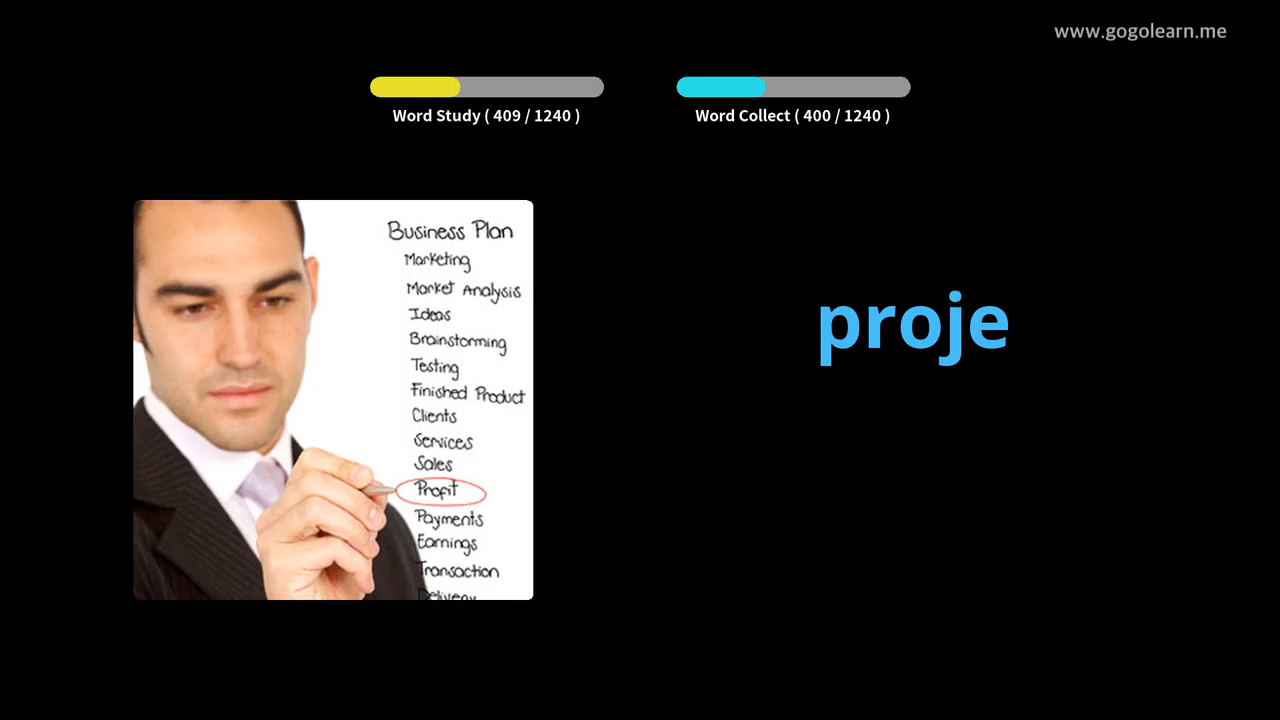 www.gogolearn.me
Word Study ( 409 / 1240 )
Word Collect ( 400 / 1240 )
Business Plan
Marketing
Market Analysis
Ideas
Brainstorming
Testing
Finished Product
Clients
Services
Sales
Profit
Payments
Earnings
Transaction
Delivery
proje